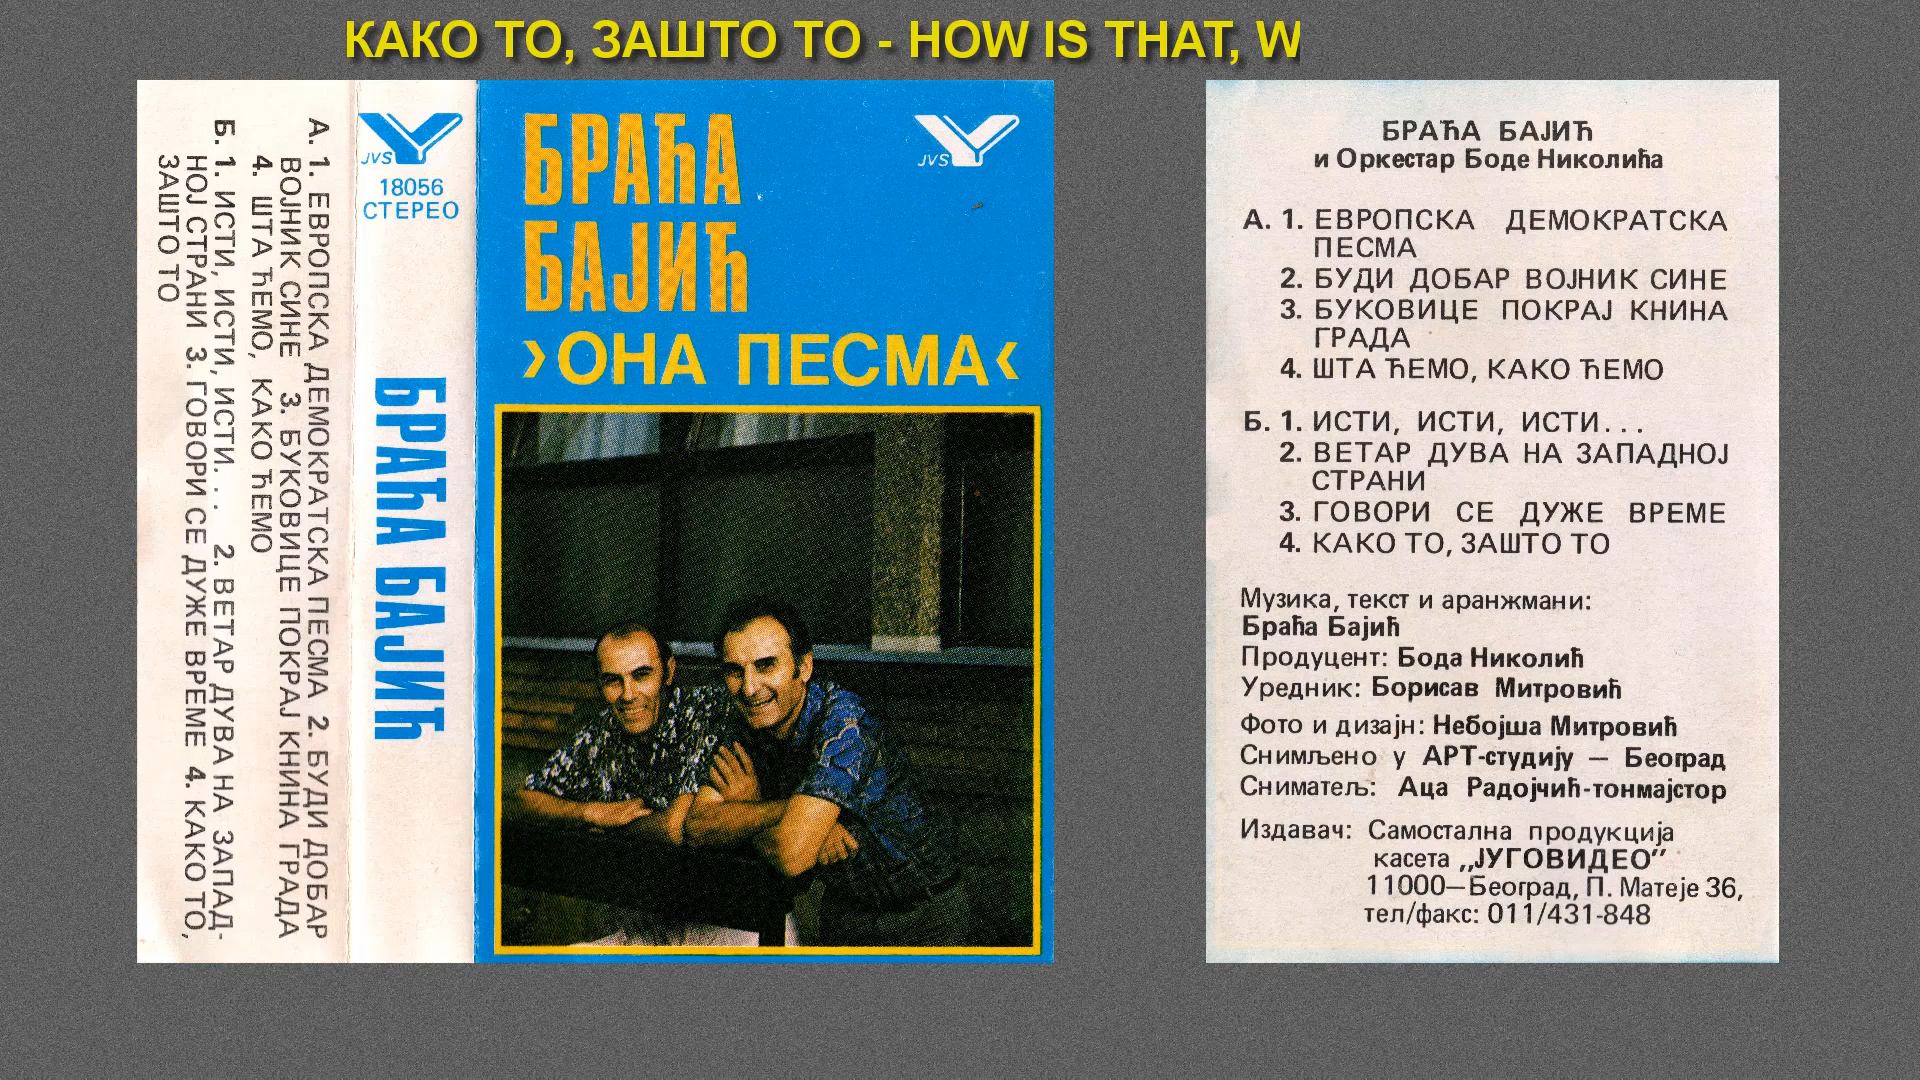 КАКО ТО, ЗАШТО ТО - HOW IS THAT, W
А. 1. ЕВРОПСКА ДЕМОКРАТСКА ПЕСМА 2. БУДИ ДОБАР
ВОЈНИК СИНЕ 3. БУКОВИЦЕ ПОКРАЈ КНИНА ГРАДА
4. ШТА ЋЕМО, КАКО ЋЕМО
Б. 1. ИСТИ, ИСТИ, ИСТИ... 2. ВЕТАР ДУВА НА ЗАПАД-
НОЈ СТРАНИ 3. ГОВОРИ СЕ ДУЖЕ ВРЕМЕ 4. КАКО ТО,
ЗАШТО ТО
JVS
18056
СТЕРЕО
БРАЋА БАЈИЋ
БРАЋА
БАЈИЋ
›ОНА ПЕСМА‹
JVS
БРАЋА БАЈИЋ
и Оркестар Боде Николића
А. 1. ЕВРОПСКА ДЕМОКРАТСКА
ПЕСМА
2. БУДИ ДОБАР ВОЈНИК СИНЕ
3. БУКОВИЦЕ ПОКРАЈ КНИНА
ГРАДА
4. ШТА ЋЕМО, КАКО ЋЕМО
Б. 1. ИСТИ, ИСТИ, ИСТИ...
2. ВЕТАР ДУВА НА ЗАПАДНОЈ
СТРАНИ
3. ГОВОРИ СЕ ДУЖЕ ВРЕМЕ
4. КАКО ТО, ЗАШТО ТО
Музика, текст и аранжмани:
Браћа Бајић
Продуцент: Бода Николић
Уредник: Борисав Митровић
Фото и дизајн: Небојша Митровић
Снимљено у АРТ-студију — Београд
Сниматељ: Аца Радојчић-тонмајстор
Издавач: Самостална продукција
касета „ЈУГОВИДЕО”
11000—Београд, П. Матеје 36,
тел/факс: 011/431-848